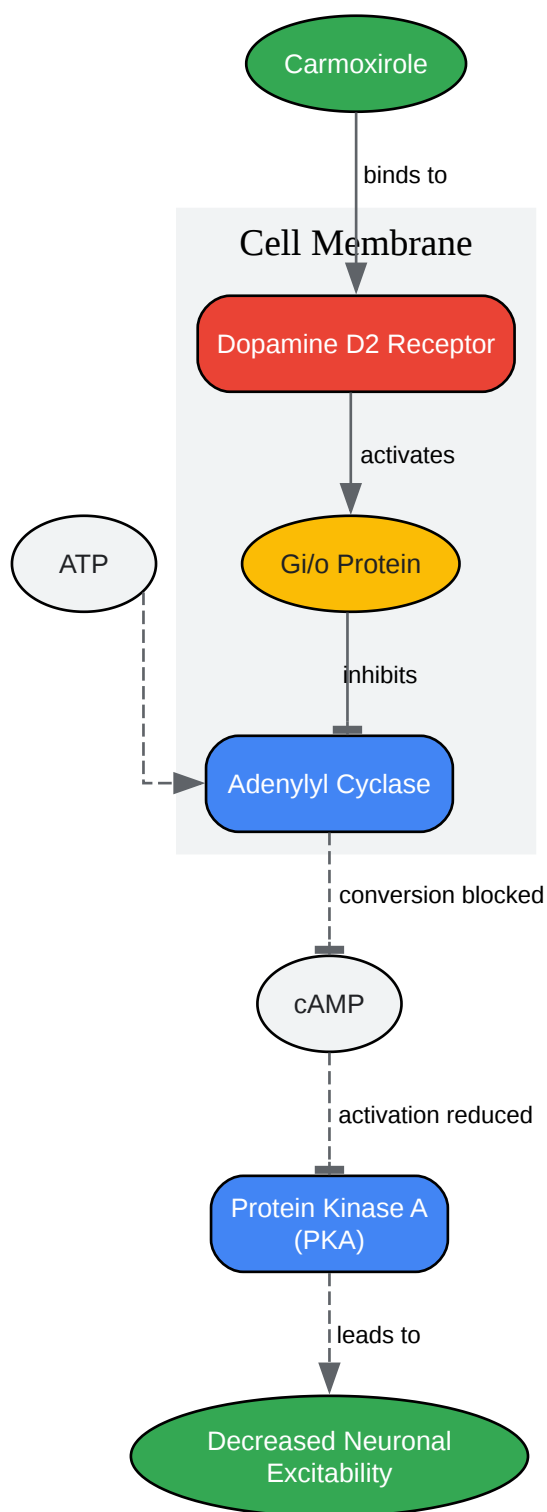 Carmoxirole
binds to
Cell Membrane
Dopamine D2 Receptor
activates
ATP
Gi/o Protein
inhibits
Adenylyl Cyclase
conversion blocked
cAMP
activation reduced
Protein Kinase A
(PKA)
leads to
Decreased Neuronal
Excitability